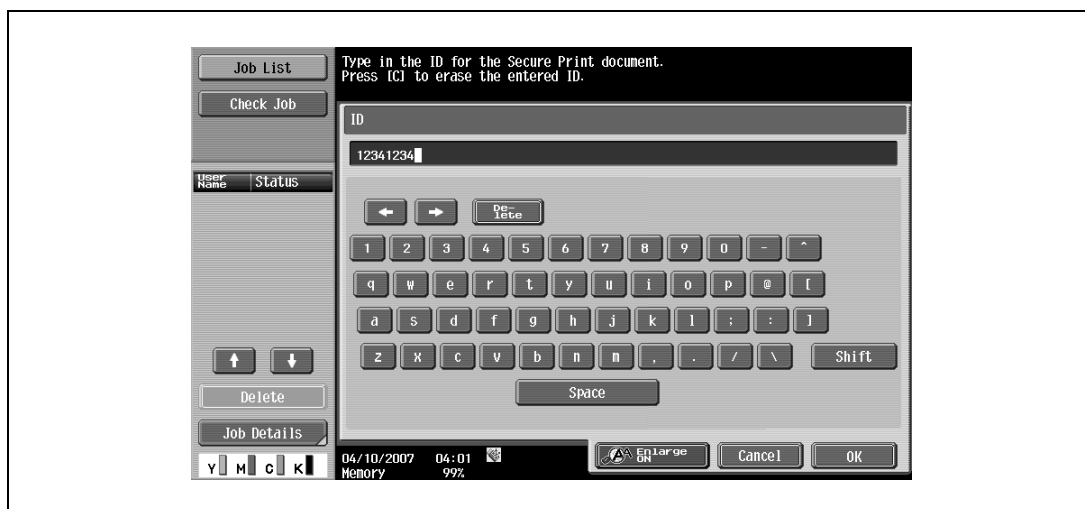 Job List
Check Job
User Name Status
Delete
Job Details
Y M C K
Type in the ID for the Secure Print document.
Press [C] to erase the entered ID.
ID
12341234
De-
lete
1 2 3 4 5 6 7 8 9 0 - ^
q w e r t y u i o p @ [
a s d f g h j k l ; : ]
z x c v b n m , . / \ Shift
Space
04/10/2007 04:01
Memory 99%
Enlarge ON Cancel OK